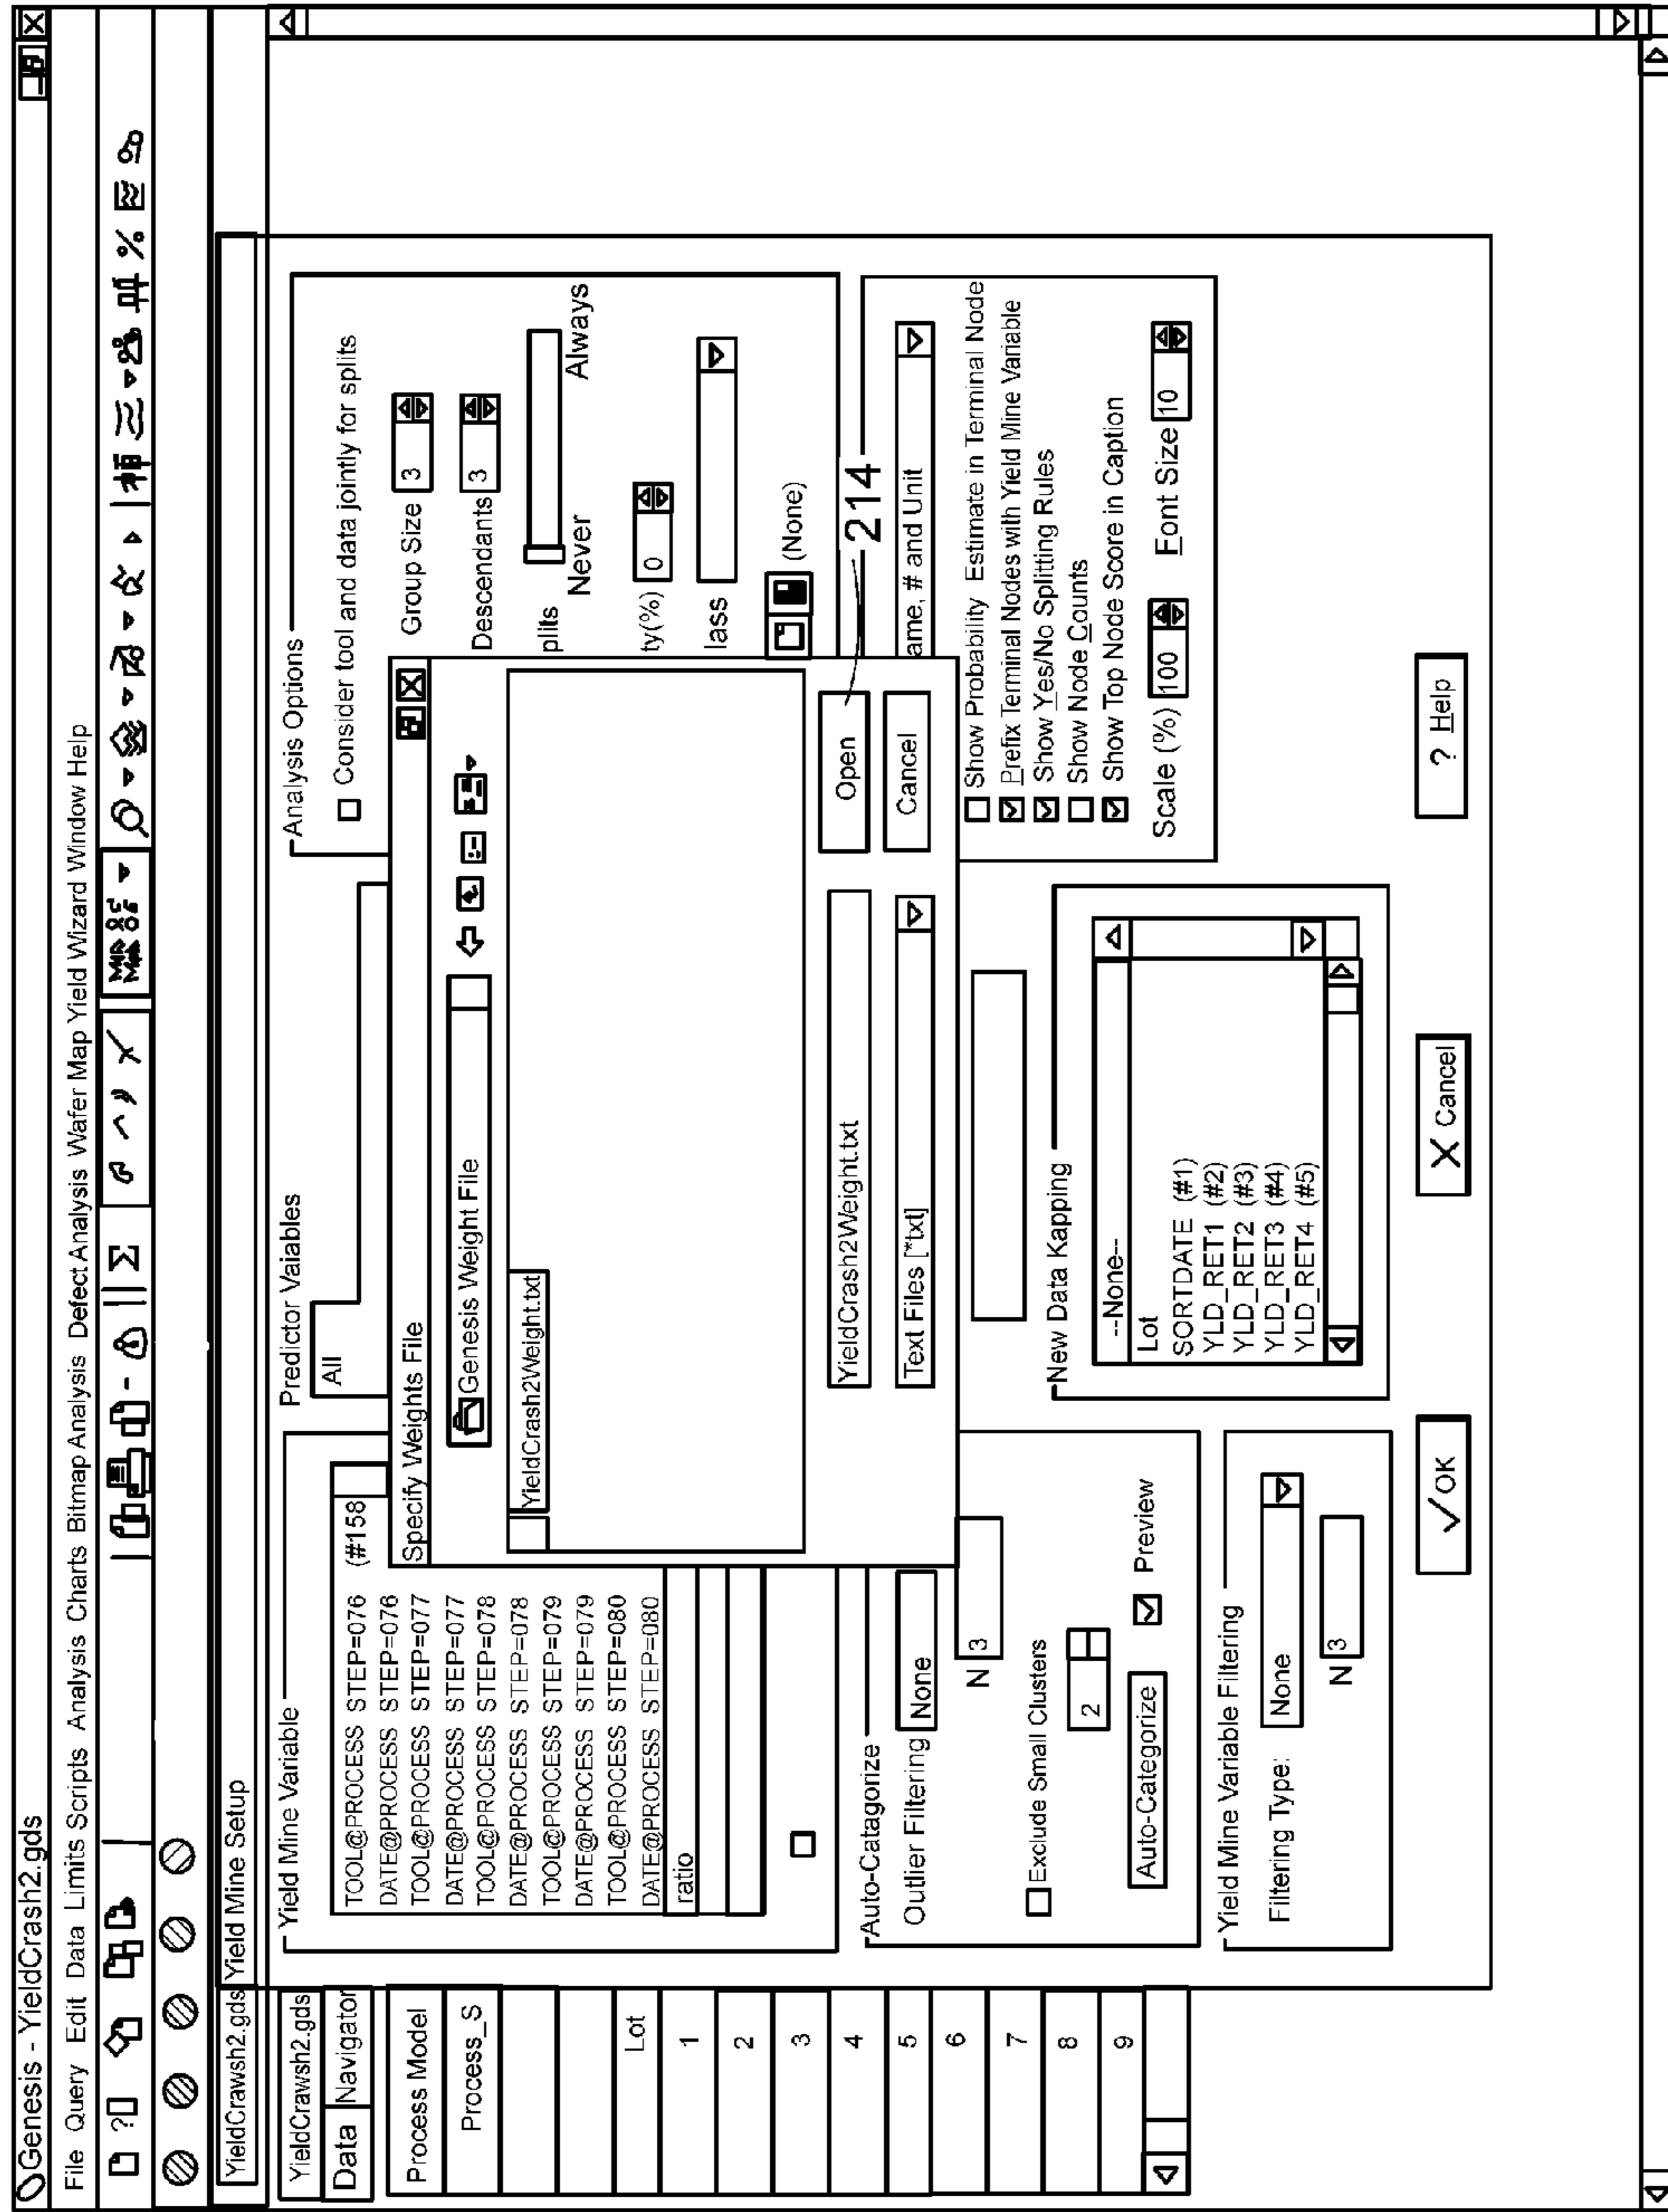 Genesis - YieldCrash2.gds
File Query Edit Data Limits Scripts Analysis Charts Bitmap Analysis Defect Analysis Wafer Map Yield Wizard Window Help
YieldCrawsh2.gds
Yield Mine Setup
YieldCrawsh2.gds
Data Navigator
Process Model
Process_S
Lot
1
2
3
4
5
6
7
8
9
Yield Mine Variable
TOOL@PROCESS STEP=076 (#158
DATE@PROCESS STEP=076
TOOL@PROCESS STEP=077
DATE@PROCESS STEP=077
TOOL@PROCESS STEP=078
DATE@PROCESS STEP=078
TOOL@PROCESS STEP=079
DATE@PROCESS STEP=079
TOOL@PROCESS STEP=080
DATE@PROCESS STEP=080
ratio
Predictor Vaiables
All
Analysis Options
Consider tool and data jointly for splits
Group Size 3
Descendants 3
plits
Never Always
ty(%) 0
lass
(None)
214
Specify Weights File
Genesis Weight File
YieldCrash2Weight.txt
YieldCrash2Weight.txt
Open
Text Files [*txt]
Cancel
ame, # and Unit
Show Probability Estimate in Terminal Node
Prefix Terminal Nodes with Yield Mine Variable
Show Yes/No Splitting Rules
Show Node Counts
Show Top Node Score in Caption
Scale (%) 100 Font Size 10
Auto-Catagorize
Outlier Filtering None
N 3
Exclude Small Clusters
2
Auto-Categorize
Preview
Yield Mine Variable Filtering
Filtering Type: None
N 3
New Data Kapping
--None--
Lot
SORTDATE (#1)
YLD_RET1 (#2)
YLD_RET2 (#3)
YLD_RET3 (#4)
YLD_RET4 (#5)
OK
X Cancel
? Help